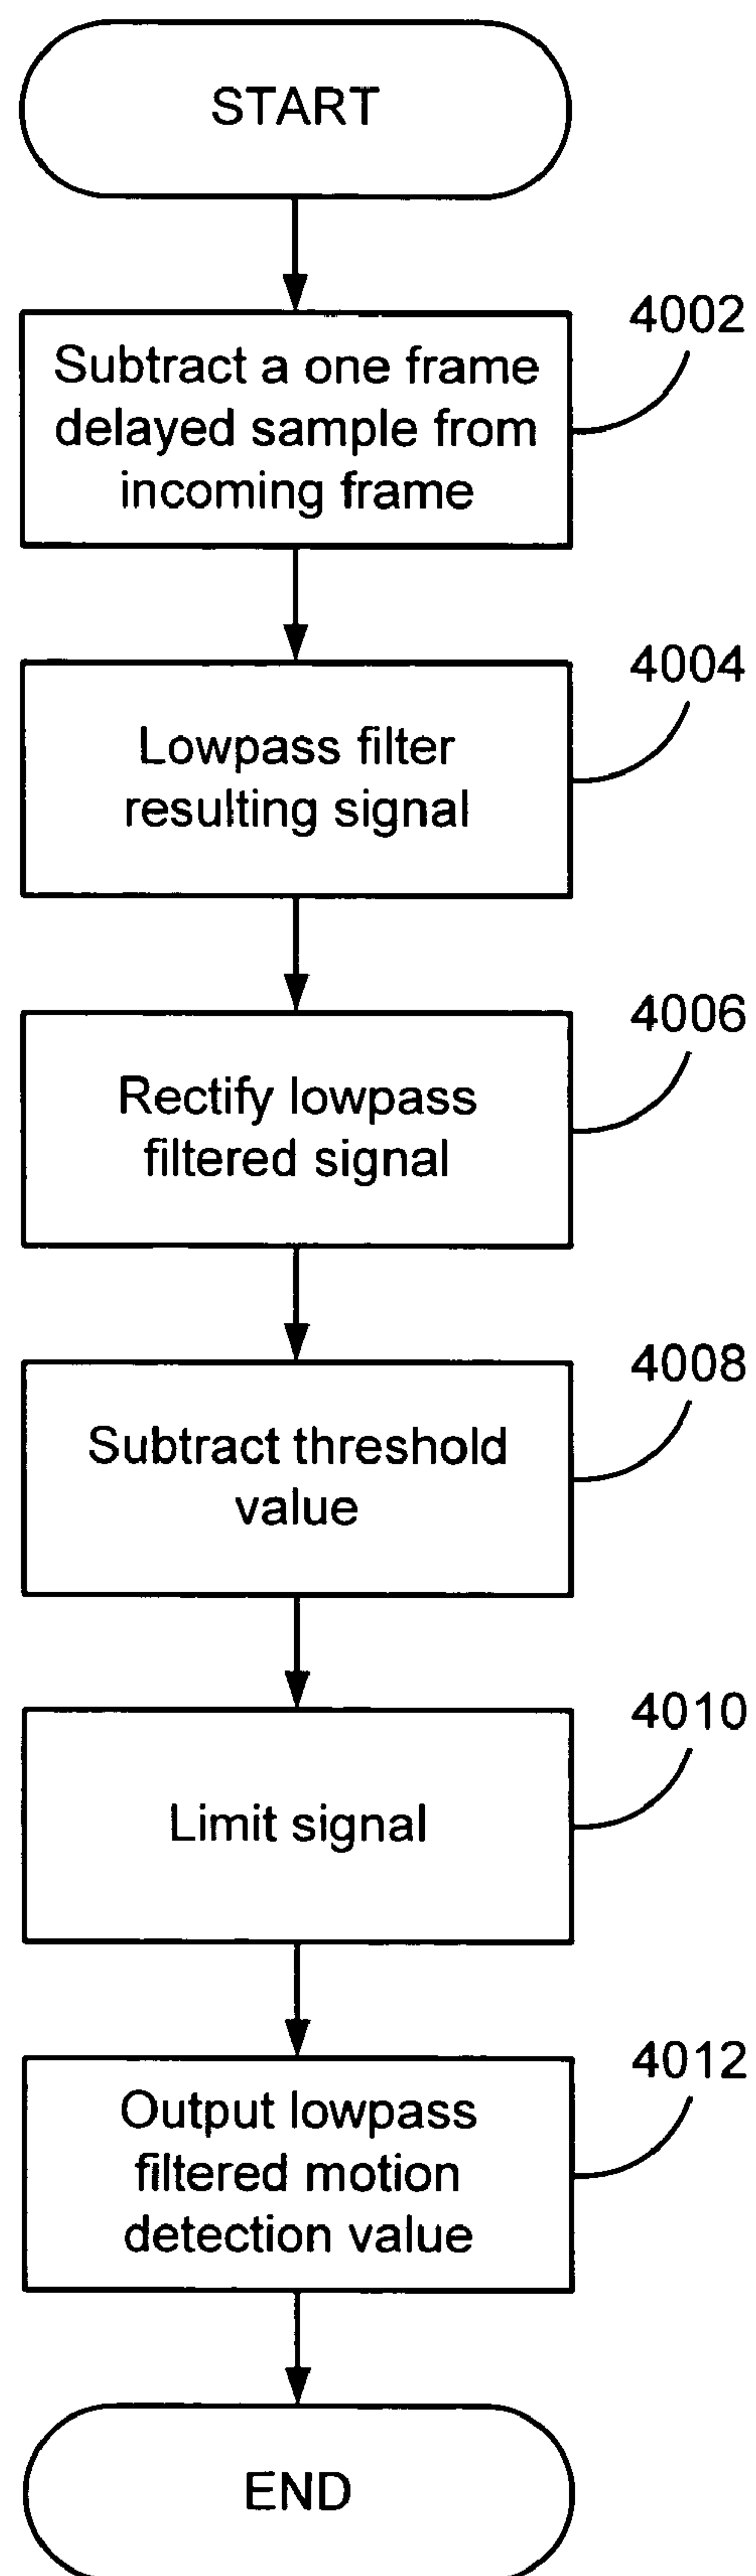 START
4002
Subtract a one frame
delayed sample from
incoming frame
4004
Lowpass filter
resulting signal
4006
Rectify lowpass
filtered signal
4008
Subtract threshold
value
4010
Limit signal
4012
Output lowpass
filtered motion
detection value
END